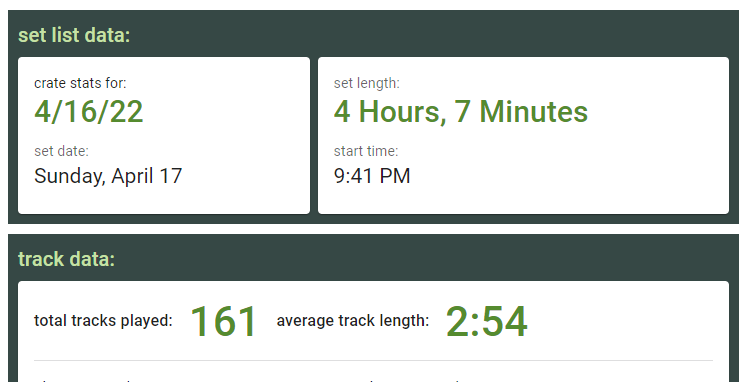 set list data:
crate stats for:
4/16/22
set date:
Sunday, April 17
set length:
4 Hours, 7 Minutes
start time:
9:41 PM
track data:
total tracks played: 161 average track length: 2:54